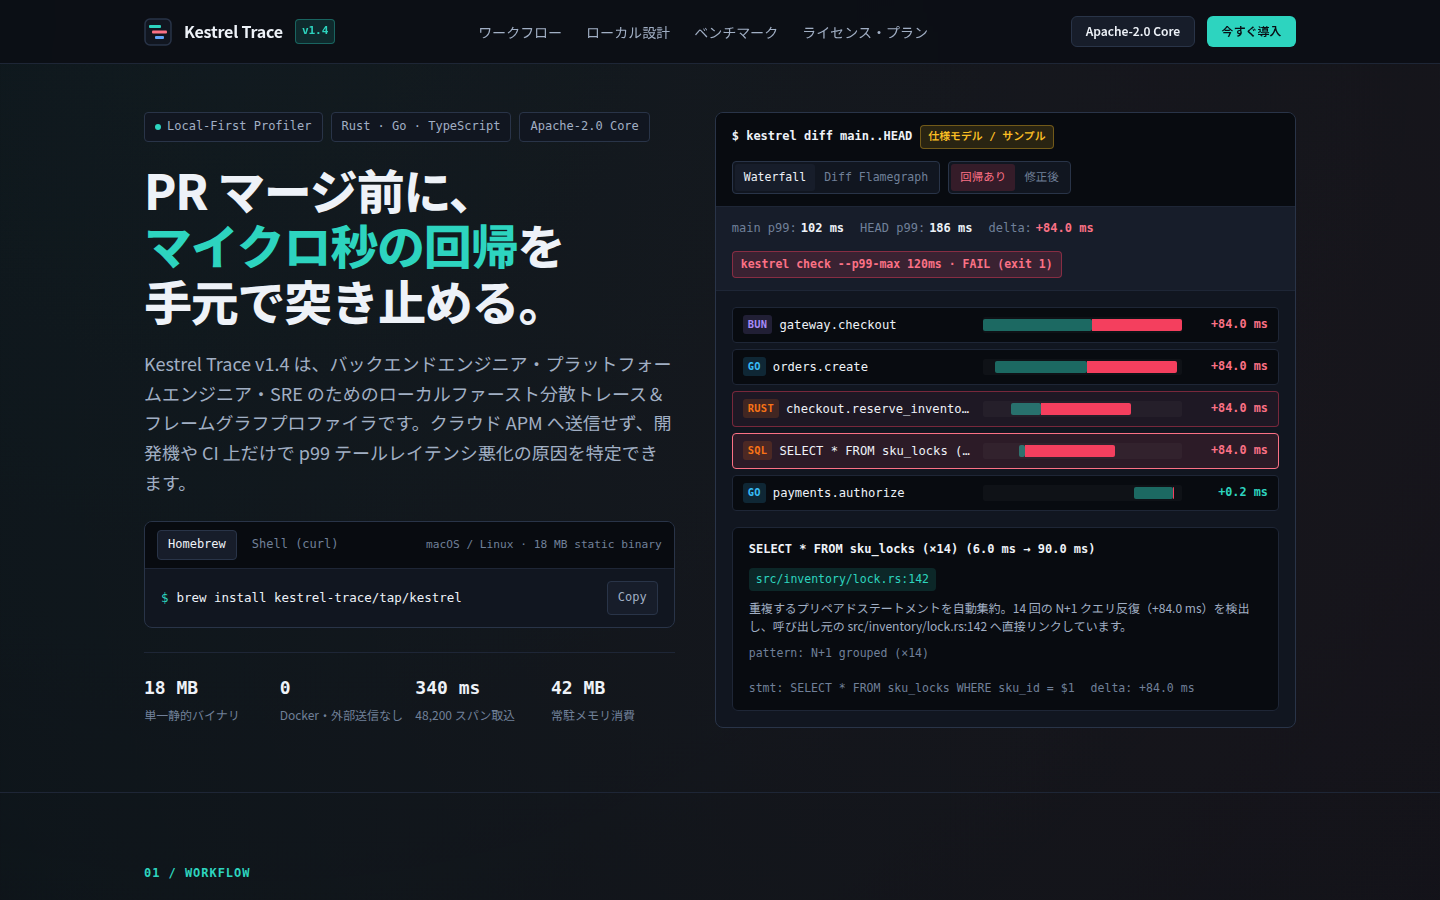 Kestrel Trace v1.4 ワークフロー ローカル設計 ベンチマーク ライセンス・プラン Apache-2.0 Core 今すぐ導入
Local-First Profiler Rust · Go · TypeScript Apache-2.0 Core
PR マージ前に、
マイクロ秒の回帰を
手元で突き止める。
Kestrel Trace v1.4 は、バックエンドエンジニア・プラットフォー
ムエンジニア・SRE のためのローカルファースト分散トレース＆
フレームグラフプロファイラです。クラウド APM へ送信せず、開
発機や CI 上だけで p99 テールレイテンシ悪化の原因を特定でき
ます。
Homebrew Shell (curl) macOS / Linux · 18 MB static binary
$ brew install kestrel-trace/tap/kestrel Copy
18 MB 0 340 ms 42 MB
単一静的バイナリ Docker・外部送信なし 48,200 スパン取込 常駐メモリ消費
$ kestrel diff main..HEAD 仕様モデル / サンプル
Waterfall Diff Flamegraph 回帰あり 修正後
main p99: 102 ms HEAD p99: 186 ms delta: +84.0 ms
kestrel check --p99-max 120ms · FAIL (exit 1)
BUN gateway.checkout +84.0 ms
GO orders.create +84.0 ms
RUST checkout.reserve_invento… +84.0 ms
SQL SELECT * FROM sku_locks (… +84.0 ms
GO payments.authorize +0.2 ms
SELECT * FROM sku_locks (×14) (6.0 ms → 90.0 ms)
src/inventory/lock.rs:142
重複するプリペアドステートメントを自動集約。14 回の N+1 クエリ反復（+84.0 ms）を検出
し、呼び出し元の src/inventory/lock.rs:142 へ直接リンクしています。
pattern: N+1 grouped (×14)
stmt: SELECT * FROM sku_locks WHERE sku_id = $1 delta: +84.0 ms
01 / WORKFLOW